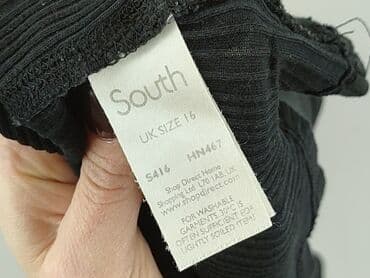 South
UK SIZE 16
S416 HN467
Shop Direct Home
Shopping Ltd L70 1AB. UK
www.shopdirect.com
FOR WASHABLE
GARMENTS 30°C IS
OFTEN SUFFICIENT EVEN FOR
LIGHTLY SOILED ITEMS